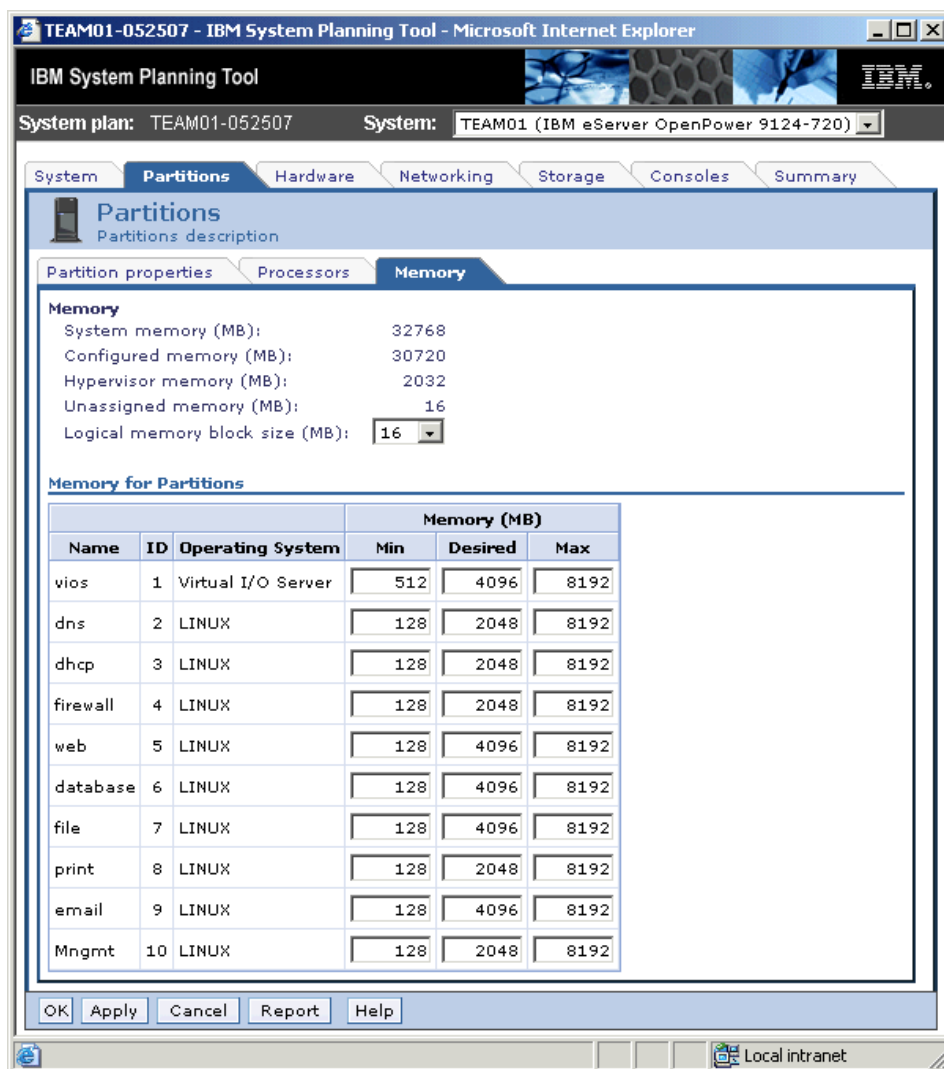 TEAM01-052507 - IBM System Planning Tool - Microsoft Internet Explorer
IBM System Planning Tool IBM.
System plan: TEAM01-052507 System: TEAM01 (IBM eServer OpenPower 9124-720)
System Partitions Hardware Networking Storage Consoles Summary
Partitions
Partitions description
Partition properties Processors Memory
Memory
System memory (MB): 32768
Configured memory (MB): 30720
Hypervisor memory (MB): 2032
Unassigned memory (MB): 16
Logical memory block size (MB): 16
Memory for Partitions
Memory (MB)
Name ID Operating System Min Desired Max
vios 1 Virtual I/O Server 512 4096 8192
dns 2 LINUX 128 2048 8192
dhcp 3 LINUX 128 2048 8192
firewall 4 LINUX 128 2048 8192
web 5 LINUX 128 4096 8192
database 6 LINUX 128 4096 8192
file 7 LINUX 128 4096 8192
print 8 LINUX 128 2048 8192
email 9 LINUX 128 4096 8192
Mngmt 10 LINUX 128 2048 8192
OK Apply Cancel Report Help
Local intranet